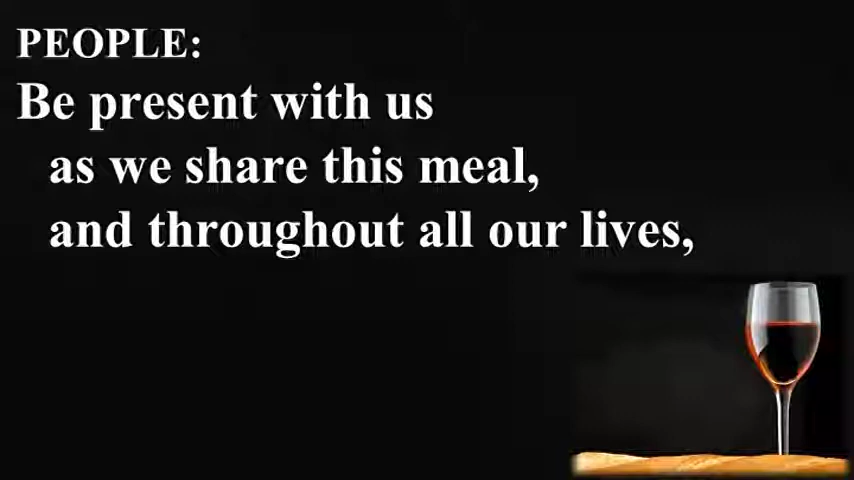 PEOPLE:
Be present with us
as we share this meal,
and throughout all our lives,